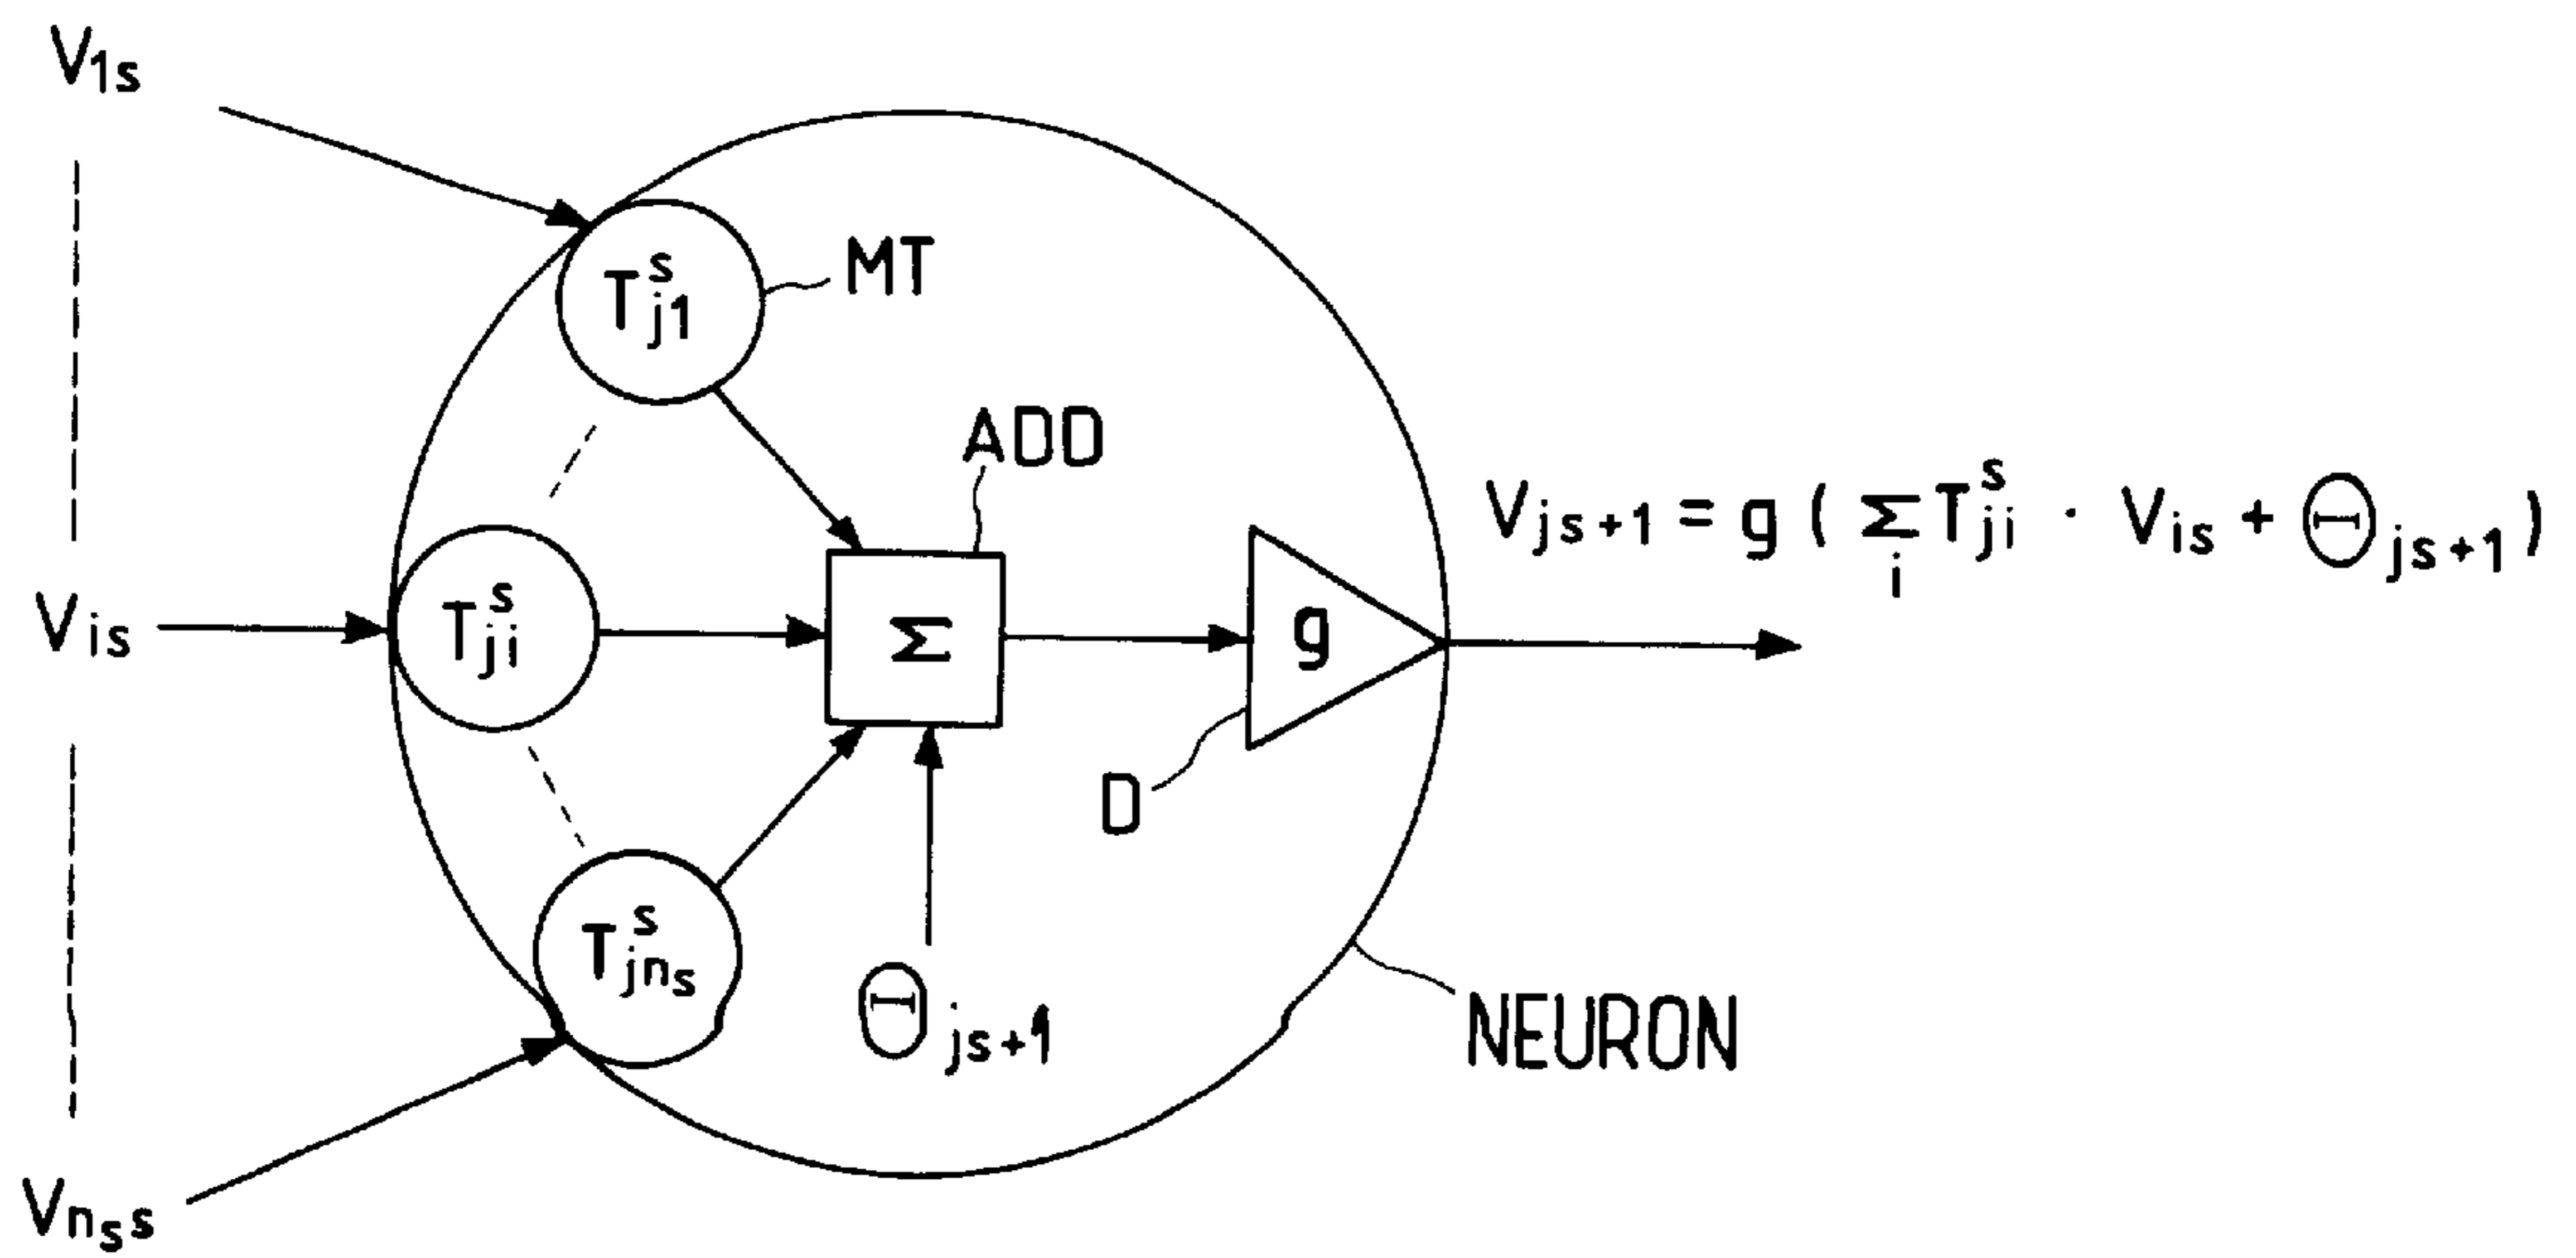 V1s
Tˢj1
MT
ADD
Vjs+1 = g ( Σi Tˢji · Vis + Θjs+1 )
Vis
Tˢji
Σ
g
D
Tˢjns
Θjs+1
NEURON
Vnss